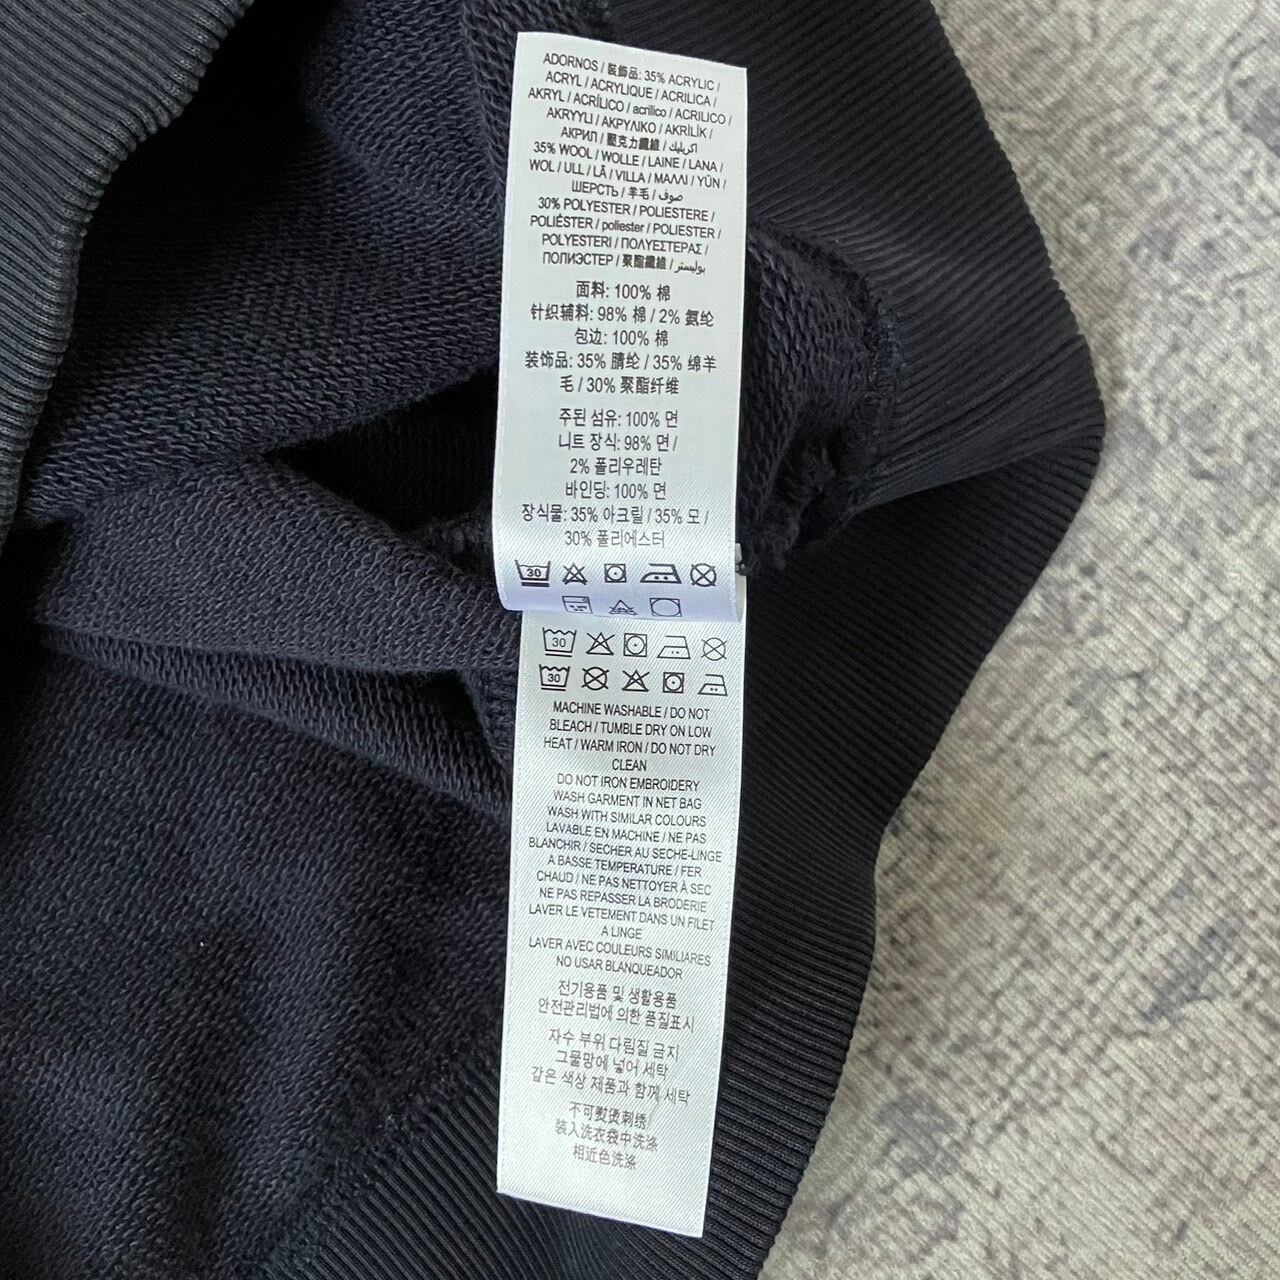 ADORNOS / 裝飾品: 35% ACRYLIC /
ACRYL / ACRYLIQUE / ACRILICA /
AKRYL / ACRÍLICO / acrilico / ACRILICO /
AKRYYLI / ΑΚΡΥΛΙΚΟ / AKRİLİK /
АКРИЛ / 壓克力纖維 / اكريليك
35% WOOL / WOLLE / LAINE / LANA /
WOL / ULL / LÃ / VILLA / ΜΑΛΛΙ / YÜN /
ШЕРСТЬ / 羊毛 / صوف
30% POLYESTER / POLIESTERE /
POLIÉSTER / poliester / POLIESTER /
POLYESTERI / ΠΟΛΥΕΣΤΕΡΑΣ /
ПОЛИЭСТЕР / 聚酯纖維 / بوليستر
面料: 100% 棉
针织辅料: 98% 棉 / 2% 氨纶
包边: 100% 棉
装饰品: 35% 腈纶 / 35% 绵羊
毛 / 30% 聚酯纤维
주된 섬유: 100% 면
니트 장식: 98% 면 /
2% 폴리우레탄
바인딩: 100% 면
장식물: 35% 아크릴 / 35% 모 /
30% 폴리에스터
30
30
30
MACHINE WASHABLE / DO NOT
BLEACH / TUMBLE DRY ON LOW
HEAT / WARM IRON / DO NOT DRY
CLEAN
DO NOT IRON EMBROIDERY
WASH GARMENT IN NET BAG
WASH WITH SIMILAR COLOURS
LAVABLE EN MACHINE / NE PAS
BLANCHIR / SECHER AU SECHE-LINGE
A BASSE TEMPERATURE / FER
CHAUD / NE PAS NETTOYER À SEC
NE PAS REPASSER LA BRODERIE
LAVER LE VETEMENT DANS UN FILET
A LINGE
LAVER AVEC COULEURS SIMILIARES
NO USAR BLANQUEADOR
전기용품 및 생활용품
안전관리법에 의한 품질표시
자수 부위 다림질 금지
그물망에 넣어 세탁
같은 색상 제품과 함께 세탁
不可熨烫刺绣/
装入洗衣袋中洗涤
相近色洗涤